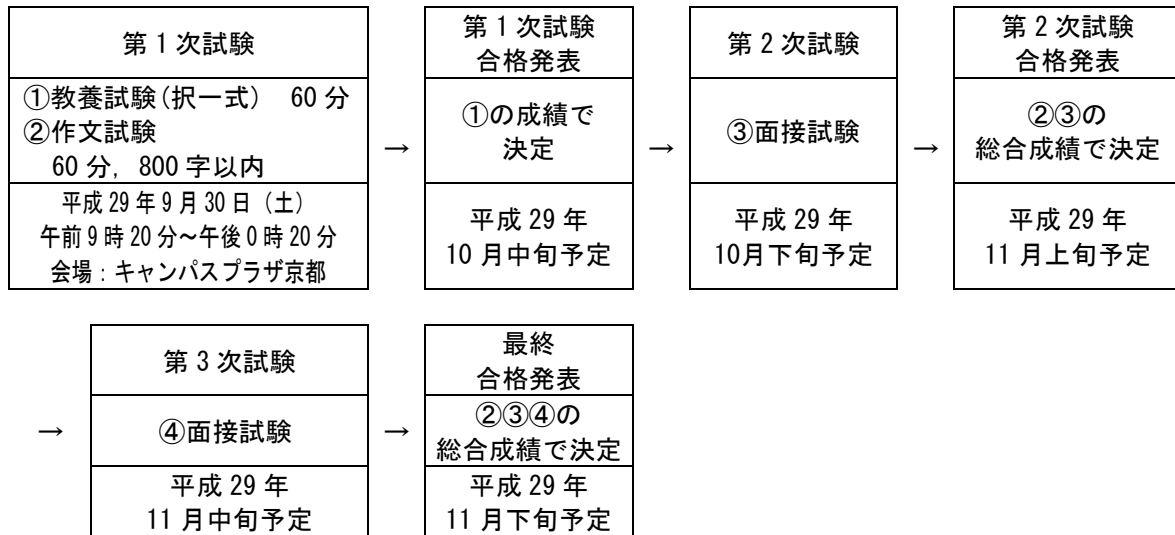 第1次試験
①教養試験(択一式) 60分
②作文試験
60分, 800字以内
平成29年9月30日(土)
午前9時20分~午後0時20分
会場:キャンパスプラザ京都
→
第1次試験
合格発表
①の成績で
決定
平成29年
10月中旬予定
→
第2次試験
③面接試験
平成29年
10月下旬予定
→
第2次試験
合格発表
②③の
総合成績で決定
平成29年
11月上旬予定
→
第3次試験
④面接試験
平成29年
11月中旬予定
→
最終
合格発表
②③④の
総合成績で決定
平成29年
11月下旬予定